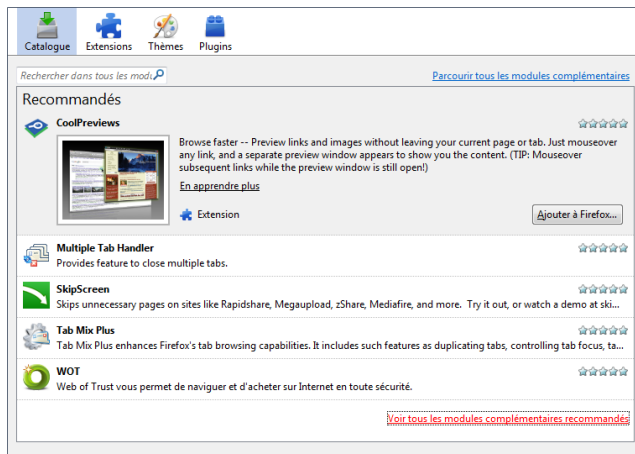 Catalogue Extensions Thèmes Plugins
Rechercher dans tous les modu
Parcourir tous les modules complémentaires
Recommandés
CoolPreviews
Browse faster -- Preview links and images without leaving your current page or tab. Just mouseover
any link, and a separate preview window appears to show you the content. (TIP: Mouseover
subsequent links while the preview window is still open!)
En apprendre plus
Extension
Ajouter à Firefox...
Multiple Tab Handler
Provides feature to close multiple tabs.
SkipScreen
Skips unnecessary pages on sites like Rapidshare, Megaupload, zShare, Mediafire, and more. Try it out, or watch a demo at ski...
Tab Mix Plus
Tab Mix Plus enhances Firefox's tab browsing capabilities. It includes such features as duplicating tabs, controlling tab focus, ta...
WOT
Web of Trust vous permet de naviguer et d'acheter sur Internet en toute sécurité.
Voir tous les modules complémentaires recommandés